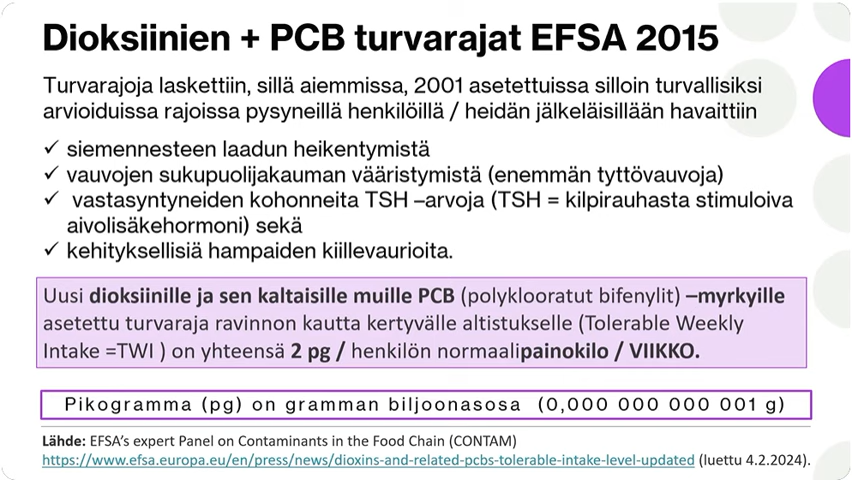 Dioksiinien + PCB turvarajat EFSA 2015
Turvarajoja laskettiin, sillä aiemmissa, 2001 asetettuissa silloin turvallisiksi
arvioiduissa rajoissa pysyneillä henkilöillä / heidän jälkeläisillään havaittiin
✓ siemennesteen laadun heikentymistä
✓ vauvojen sukupuolijakauman vääristymistä (enemmän tyttövauvoja)
✓ vastasyntyneiden kohonneita TSH –arvoja (TSH = kilpirauhasta stimuloiva
aivolisäkehormoni) sekä
✓ kehityksellisiä hampaiden kiillevaurioita.
Uusi dioksiinille ja sen kaltaisille muille PCB (polyklooratut bifenylit) –myrkyille
asetettu turvaraja ravinnon kautta kertyvälle altistukselle (Tolerable Weekly
Intake =TWI ) on yhteensä 2 pg / henkilön normaalipainokilo / VIIKKO.
Pikogramma (pg) on gramman biljoonasosa (0,000 000 000 001 g)
Lähde: EFSA’s expert Panel on Contaminants in the Food Chain (CONTAM)
https://www.efsa.europa.eu/en/press/news/dioxins-and-related-pcbs-tolerable-intake-level-updated (luettu 4.2.2024).